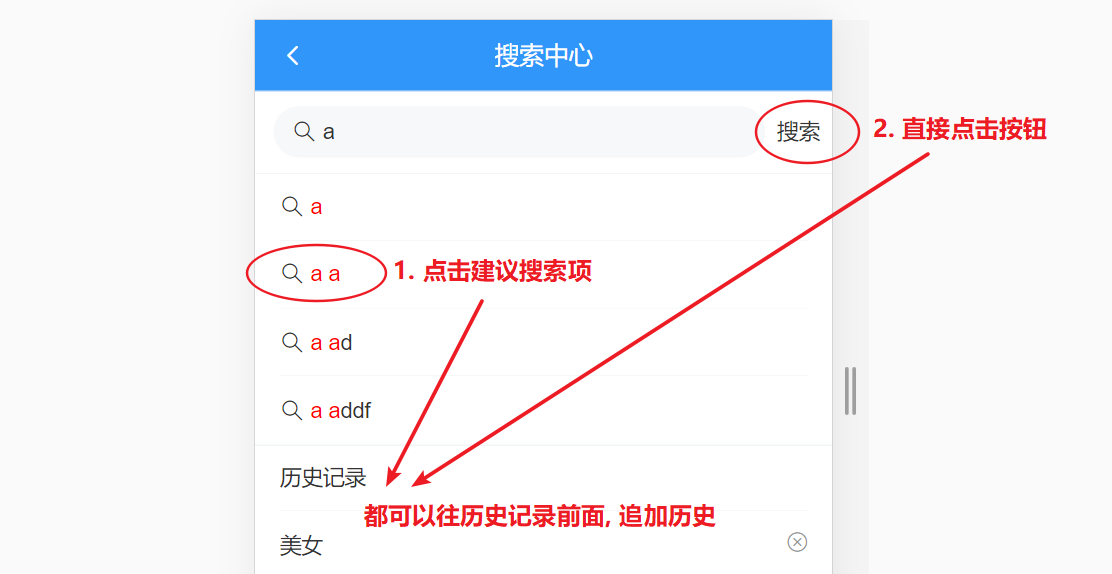 搜索中心
a
搜索
2. 直接点击按钮
a
a a
1. 点击建议搜索项
a ad
a addf
历史记录
都可以往历史记录前面, 追加历史
美女